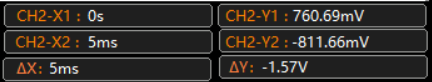 CH2-X1 : 0s CH2-Y1 : 760.69mV
CH2-X2 : 5ms CH2-Y2 : -811.66mV
ΔX: 5ms ΔY: -1.57V